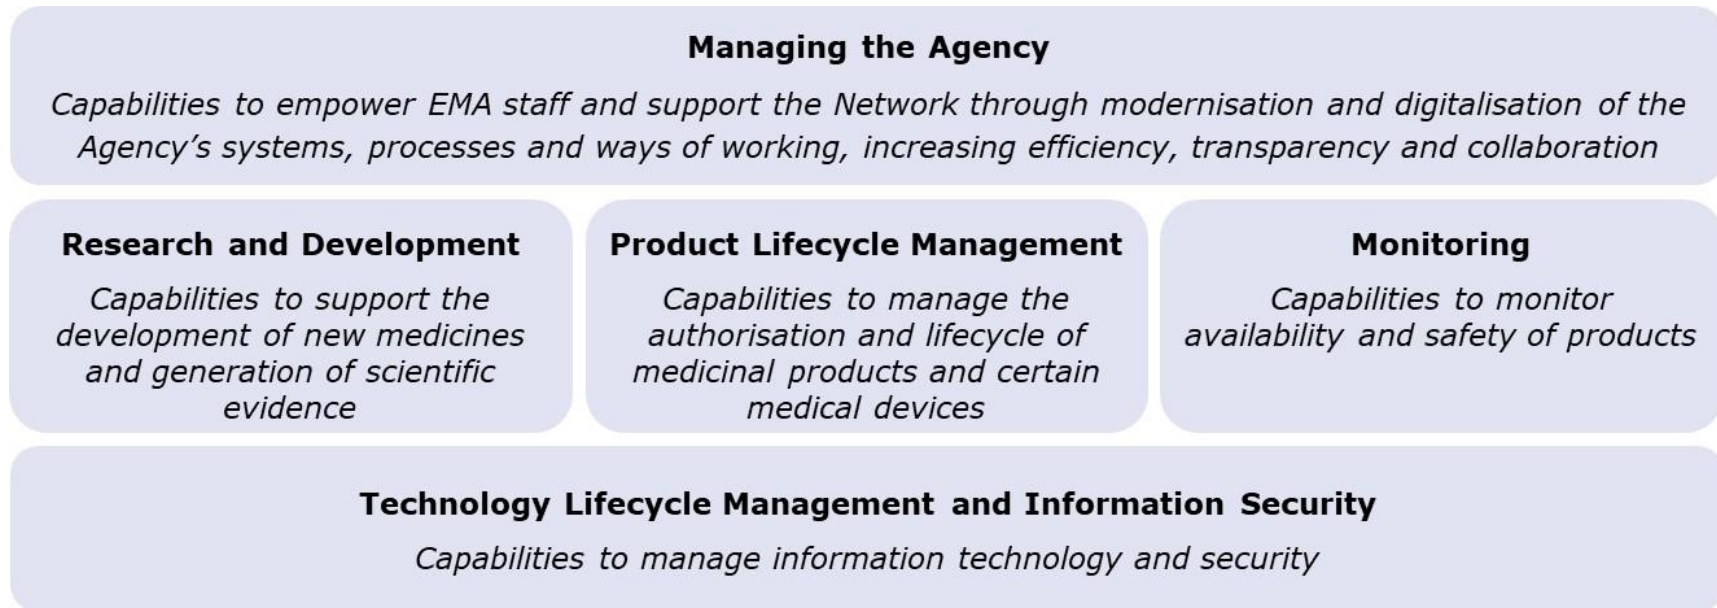 Managing the Agency
Capabilities to empower EMA staff and support the Network through modernisation and digitalisation of the
Agency’s systems, processes and ways of working, increasing efficiency, transparency and collaboration
Research and Development
Capabilities to support the
development of new medicines
and generation of scientific
evidence
Product Lifecycle Management
Capabilities to manage the
authorisation and lifecycle of
medicinal products and certain
medical devices
Monitoring
Capabilities to monitor
availability and safety of products
Technology Lifecycle Management and Information Security
Capabilities to manage information technology and security